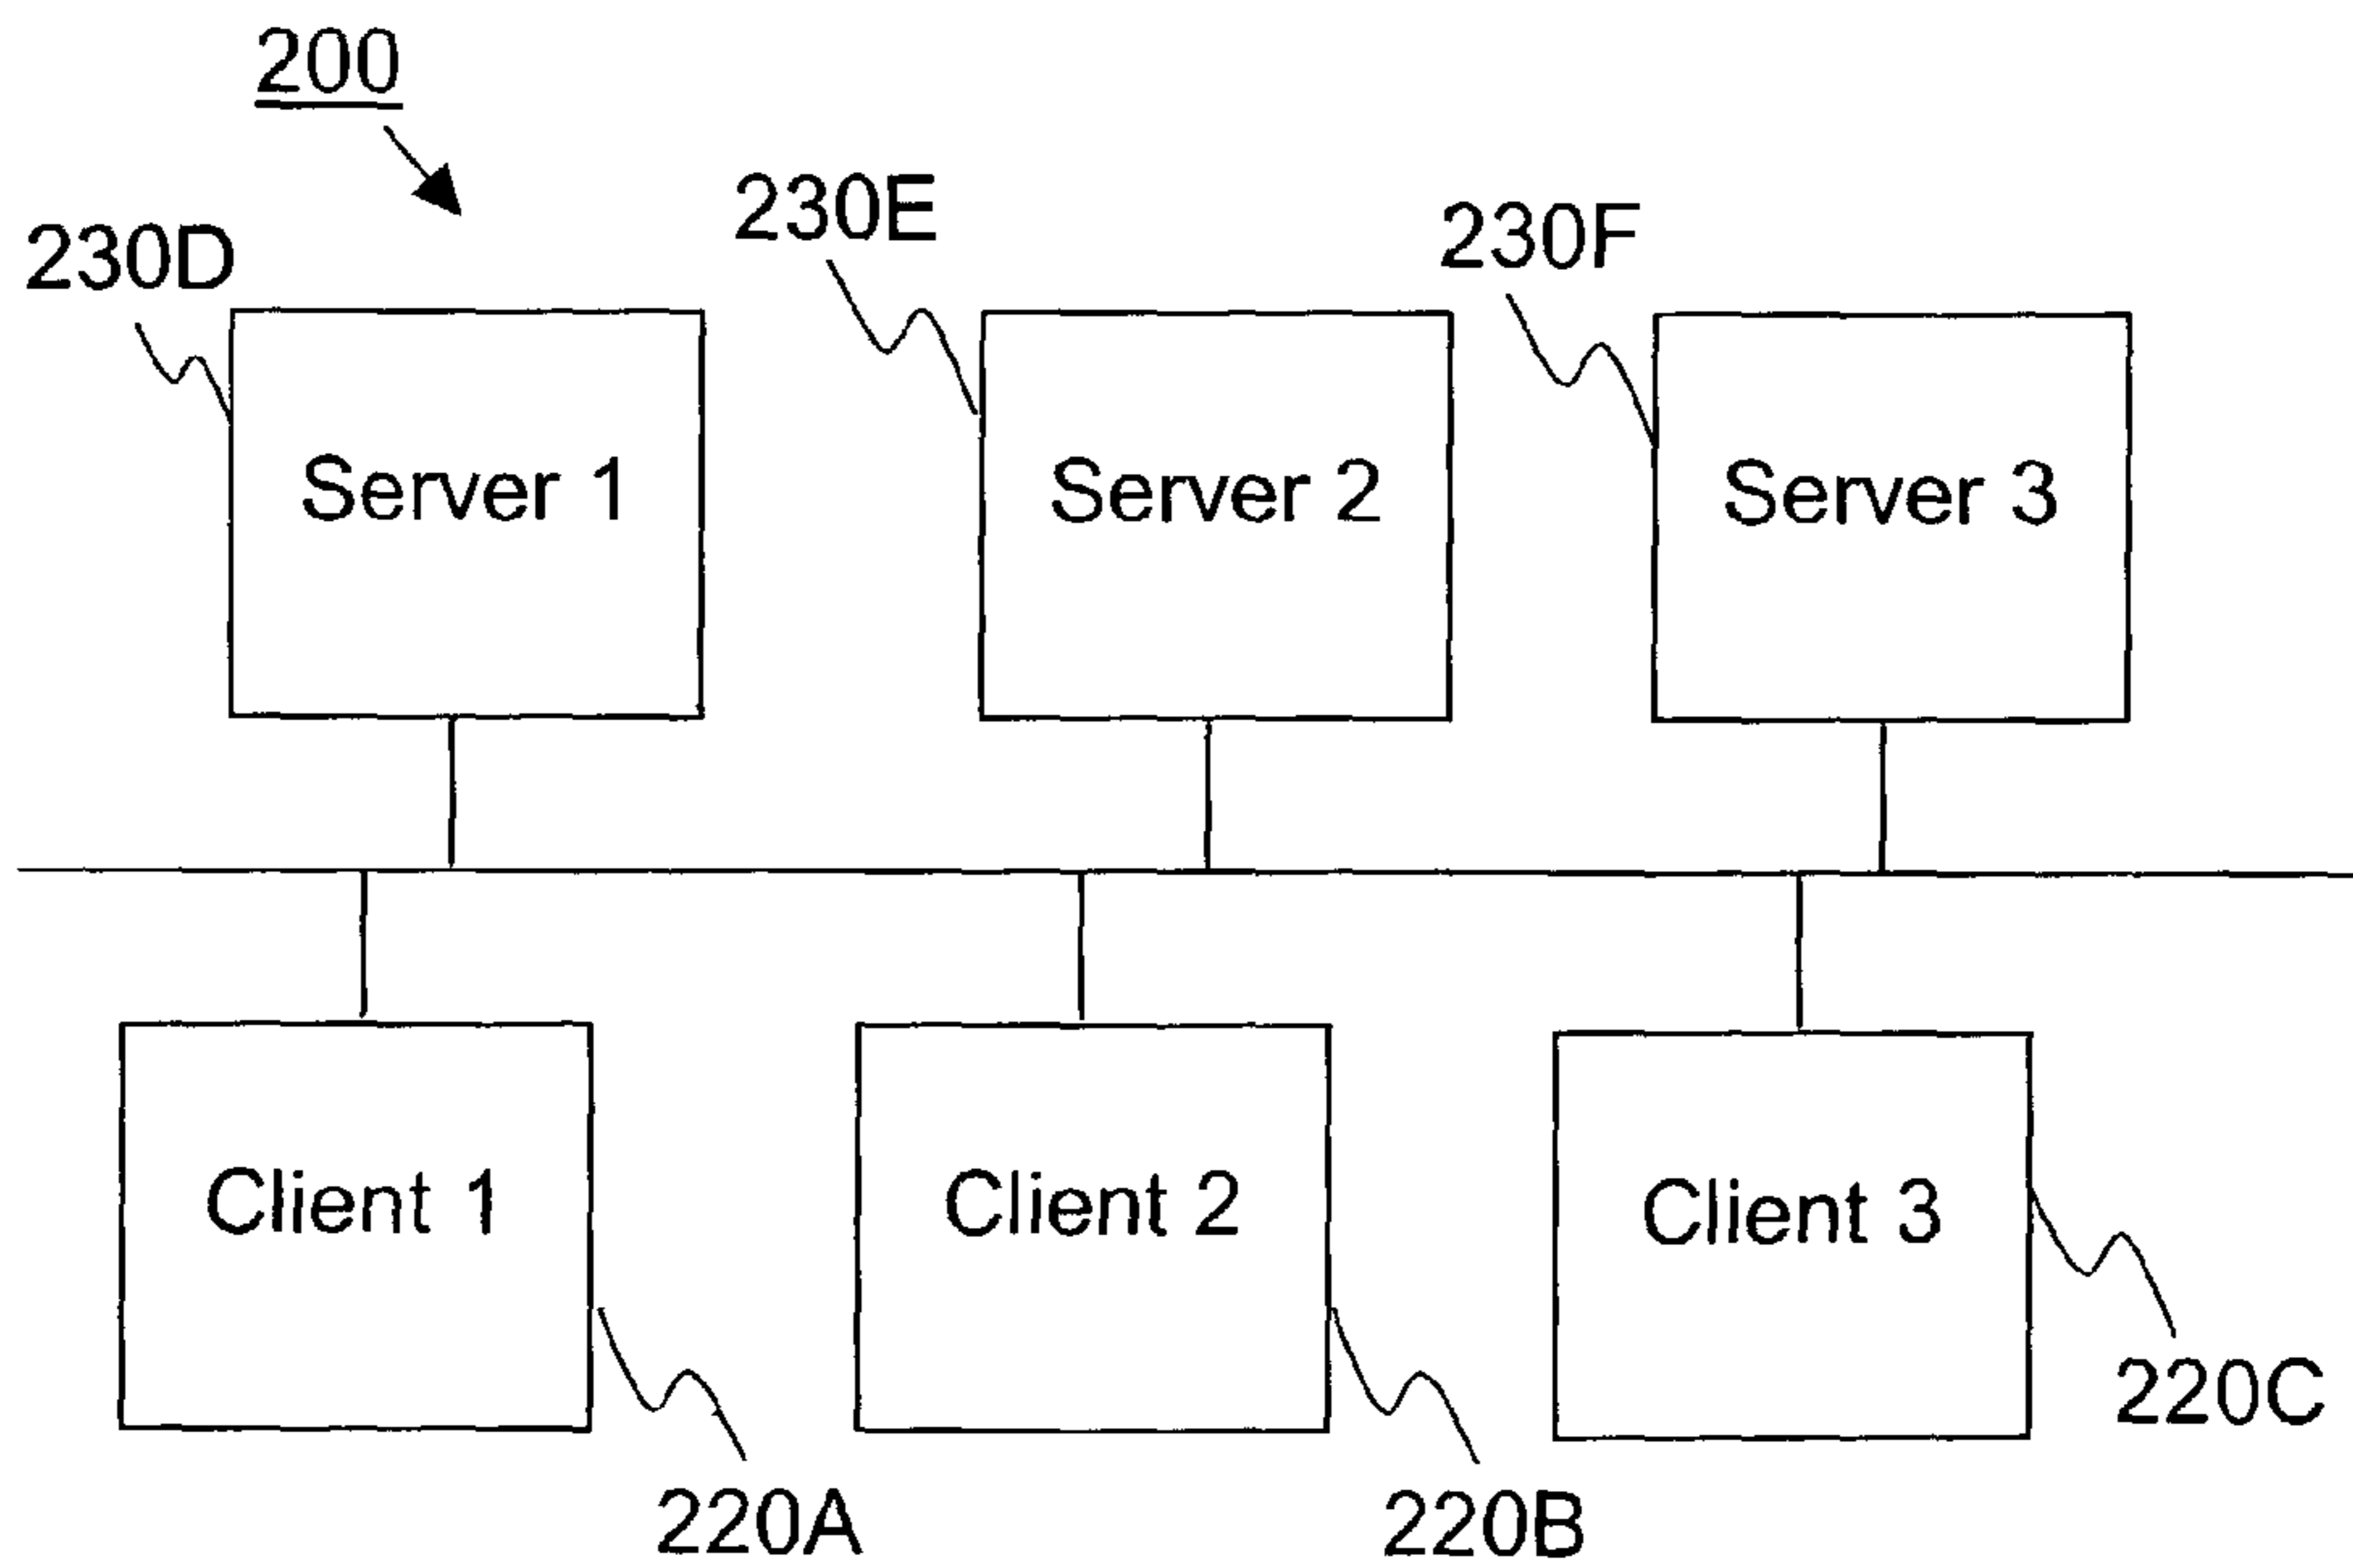 200
230D
230E
230F
Server 1
Server 2
Server 3
Client 1
Client 2
Client 3
220A
220B
220C